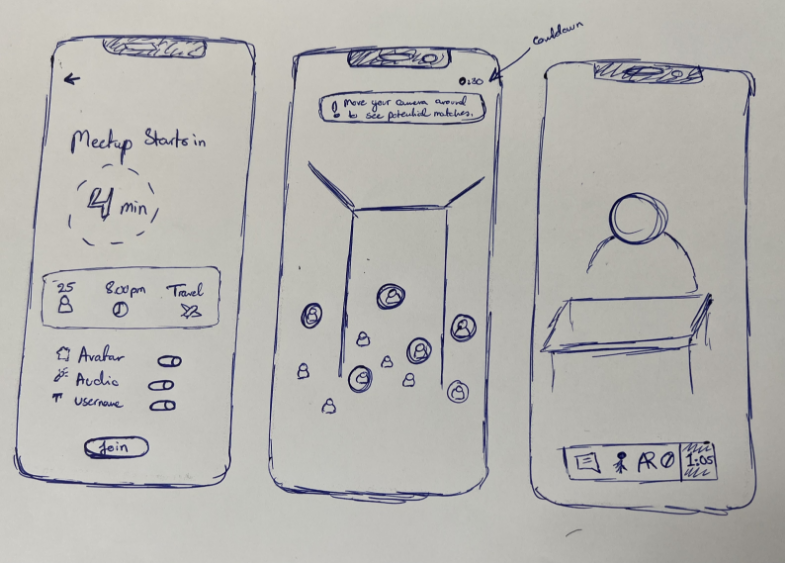 Meetup Starts in
4 min
25 8:00pm Travel
Avatar
Audio
T username
Join
countdown
0:30
! Move your camera around
to see potential matches.
AR
1:05